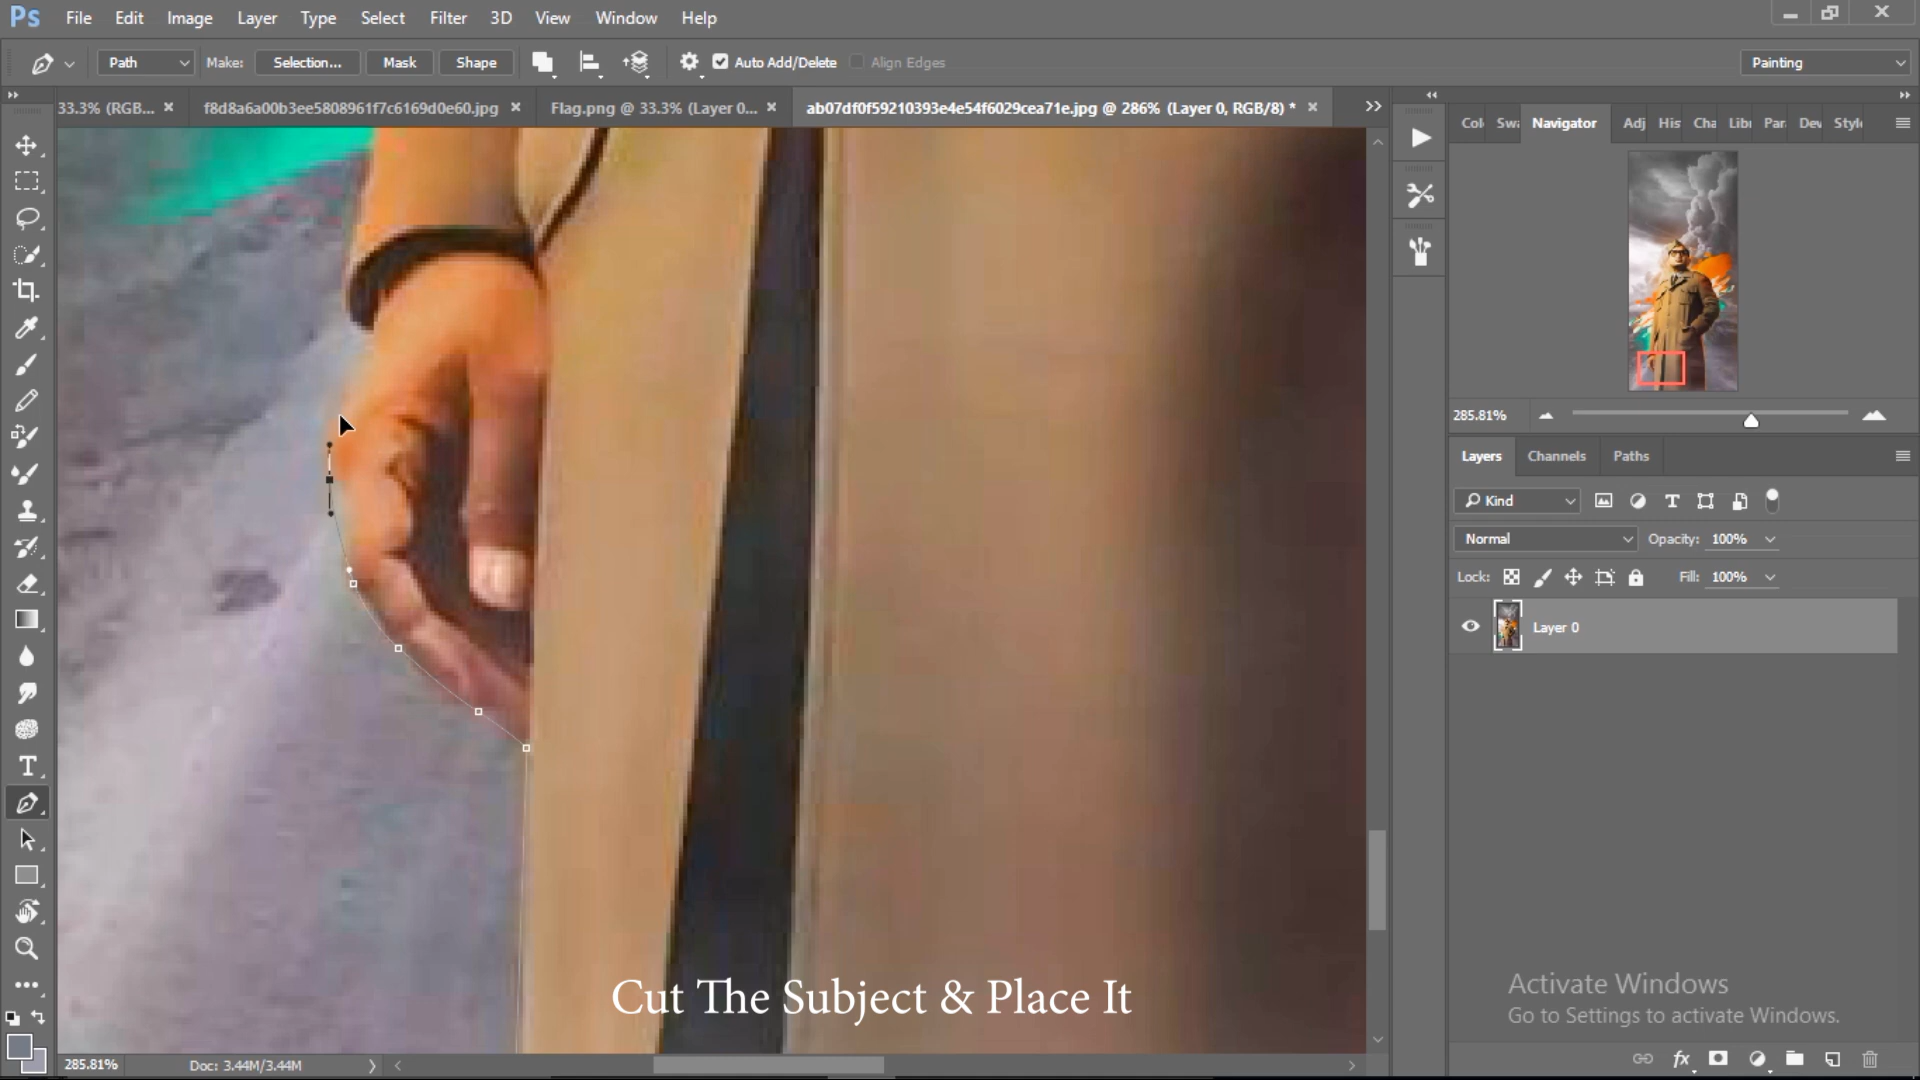 Ps File Edit Image Layer Type Select Filter 3D View Window Help
Path Make: Selection... Mask Shape Auto Add/Delete Align Edges Painting
33.3% (RGB... f8d8a6a00b3ee5808961f7c6169d0e60.jpg Flag.png @ 33.3% (Layer 0... ab07df0f59210393e4e54f6029cea71e.jpg @ 286% (Layer 0, RGB/8) *
Col Swa Navigator Adj His Cha Libr Par Dev Style
285.81%
Layers Channels Paths
Kind
Normal Opacity: 100%
Lock: Fill: 100%
Layer 0
Cut The Subject & Place It
Activate Windows
Go to Settings to activate Windows.
285.81% Doc: 3.44M/3.44M